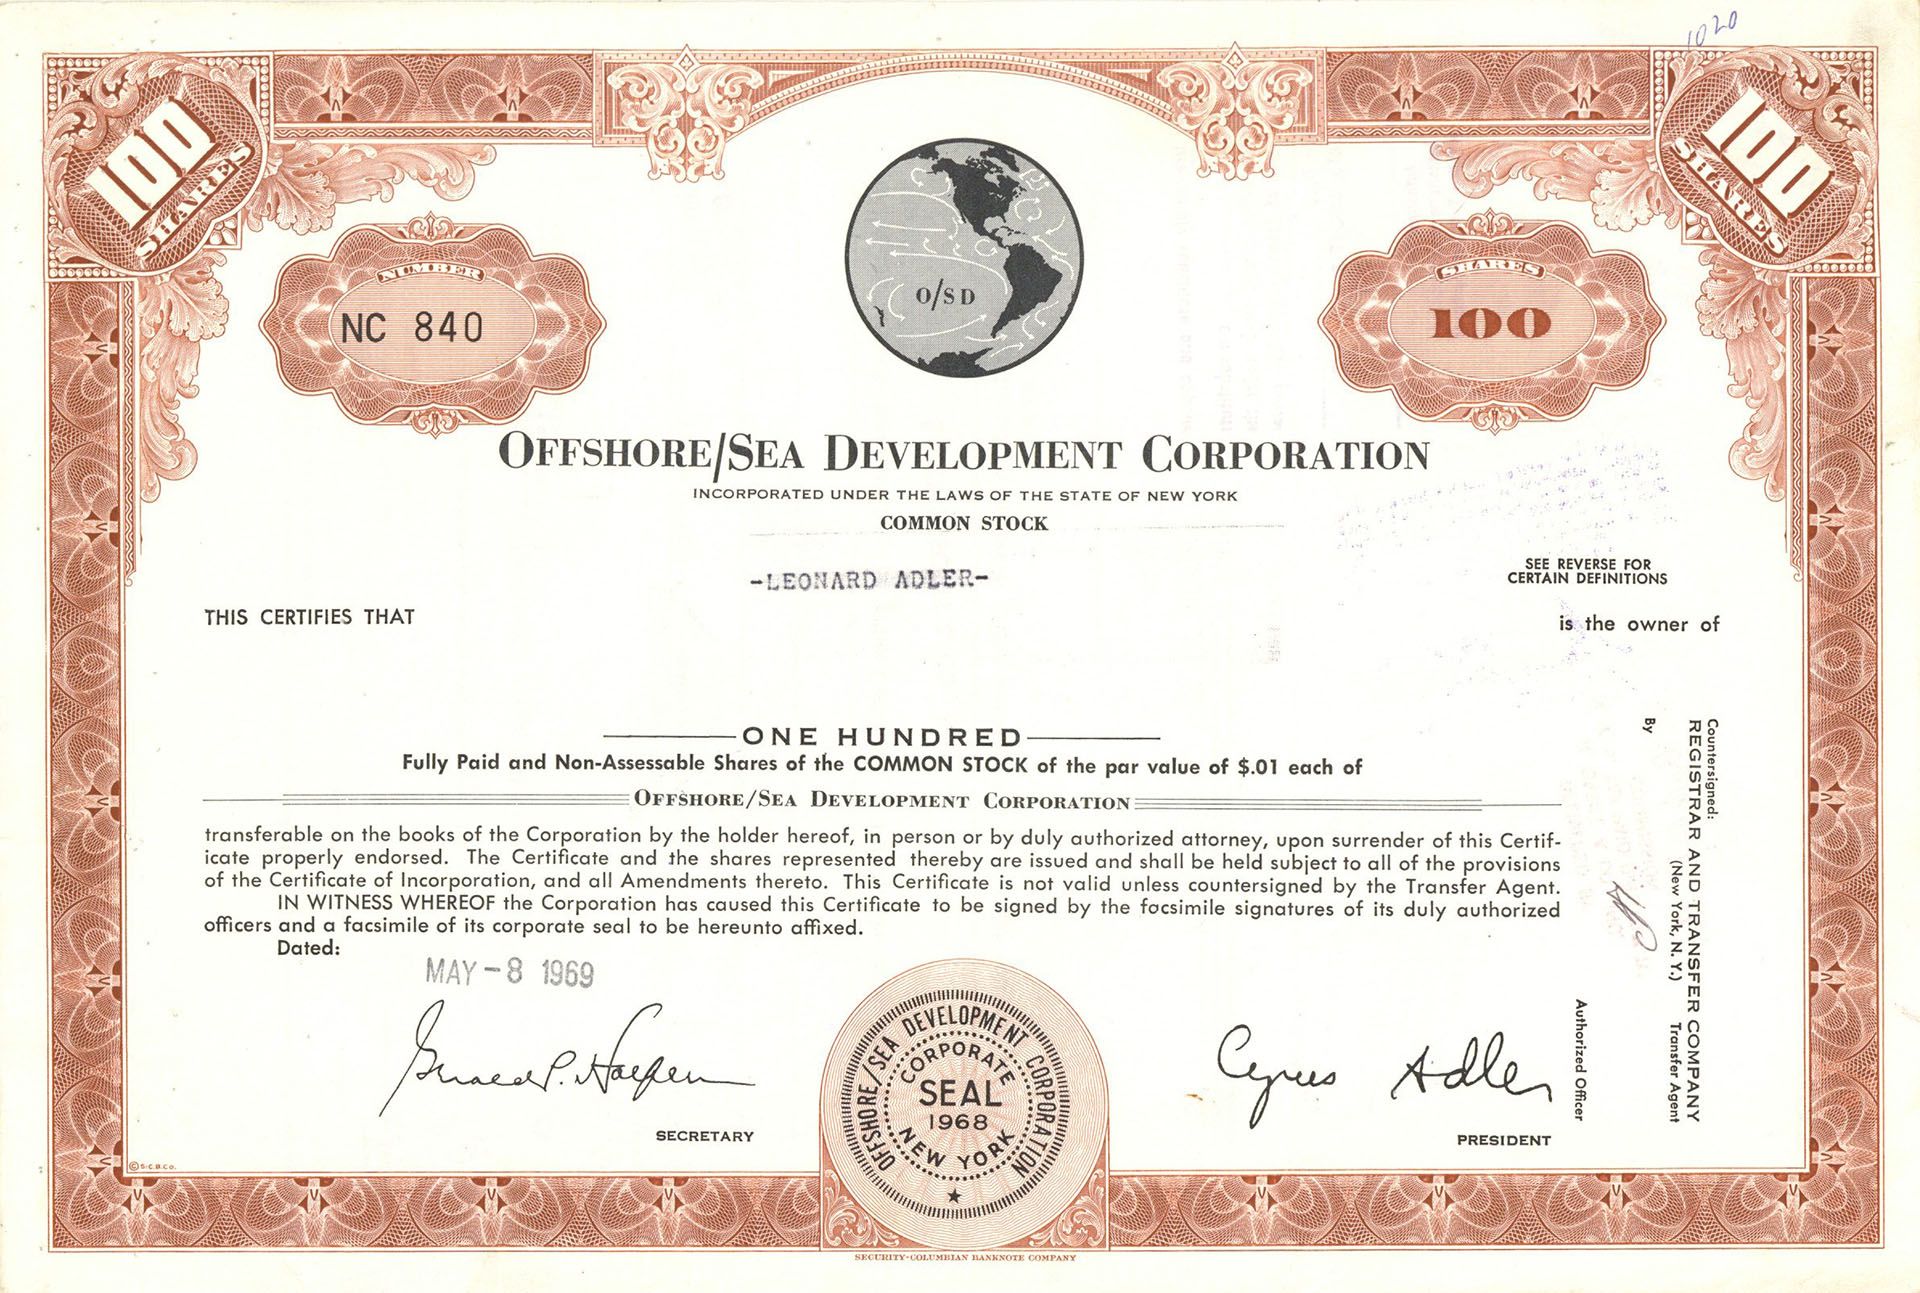 1020
100
SHARES
100
SHARES
NUMBER
NC 840
O/SD
SHARES
100
OFFSHORE/SEA DEVELOPMENT CORPORATION
INCORPORATED UNDER THE LAWS OF THE STATE OF NEW YORK
COMMON STOCK
SEE REVERSE FOR
CERTAIN DEFINITIONS
-LEONARD ADLER-
THIS CERTIFIES THAT
is the owner of
ONE HUNDRED
Fully Paid and Non-Assessable Shares of the COMMON STOCK of the par value of $.01 each of
OFFSHORE/SEA DEVELOPMENT CORPORATION
transferable on the books of the Corporation by the holder hereof, in person or by duly authorized attorney, upon surrender of this Certif-
icate properly endorsed. The Certificate and the shares represented thereby are issued and shall be held subject to all of the provisions
of the Certificate of Incorporation, and all Amendments thereto. This Certificate is not valid unless countersigned by the Transfer Agent.
IN WITNESS WHEREOF the Corporation has caused this Certificate to be signed by the facsimile signatures of its duly authorized
officers and a facsimile of its corporate seal to be hereunto affixed.
Dated:
MAY -8 1969
SECRETARY
OFFSHORE/SEA DEVELOPMENT CORPORATION
CORPORATE
SEAL
1968
NEW YORK
Cyrus Adler
PRESIDENT
Countersigned:
REGISTRAR AND TRANSFER COMPANY
(New York, N. Y.)
Transfer Agent
By
Authorized Officer
© S.C.B.Co.
SECURITY-COLUMBIAN BANKNOTE COMPANY